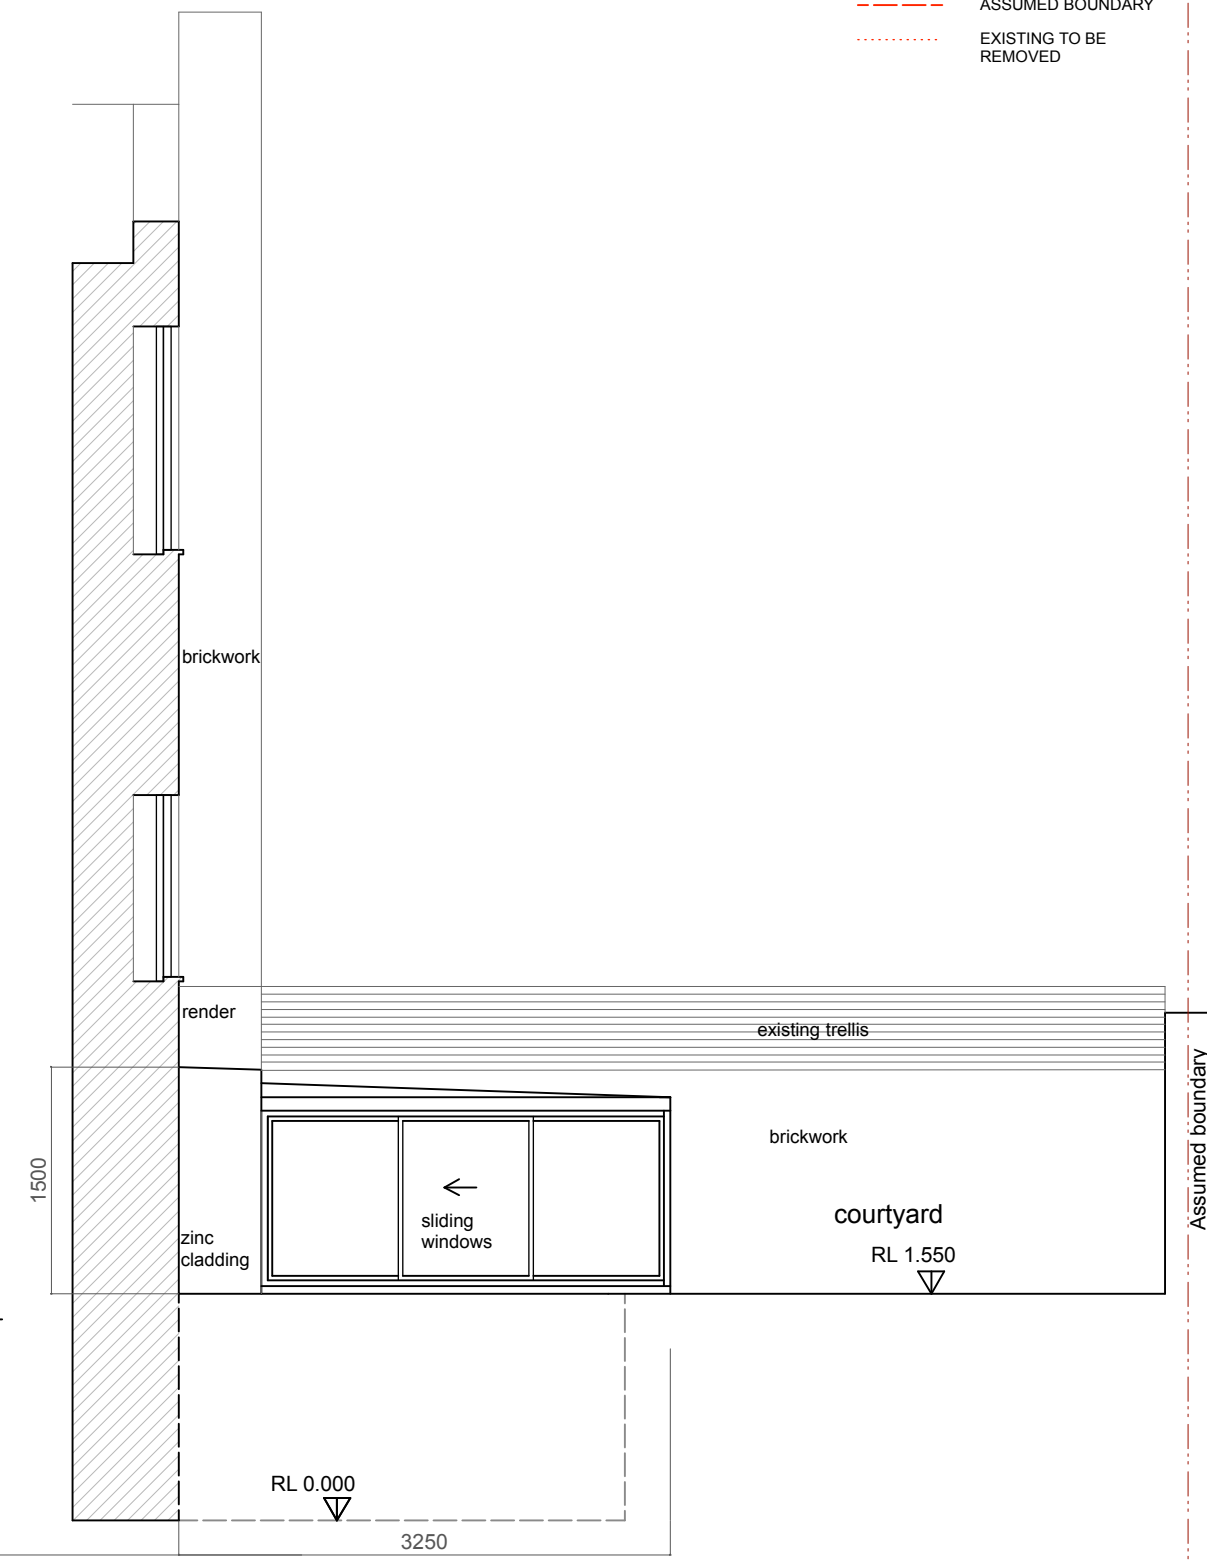 ASSUMED BOUNDARY
EXISTING TO BE
REMOVED
brickwork
render
existing trellis
Assumed boundary
brickwork
1500
sliding
windows
courtyard
zinc
cladding
RL 1.550
RL 0.000
3250